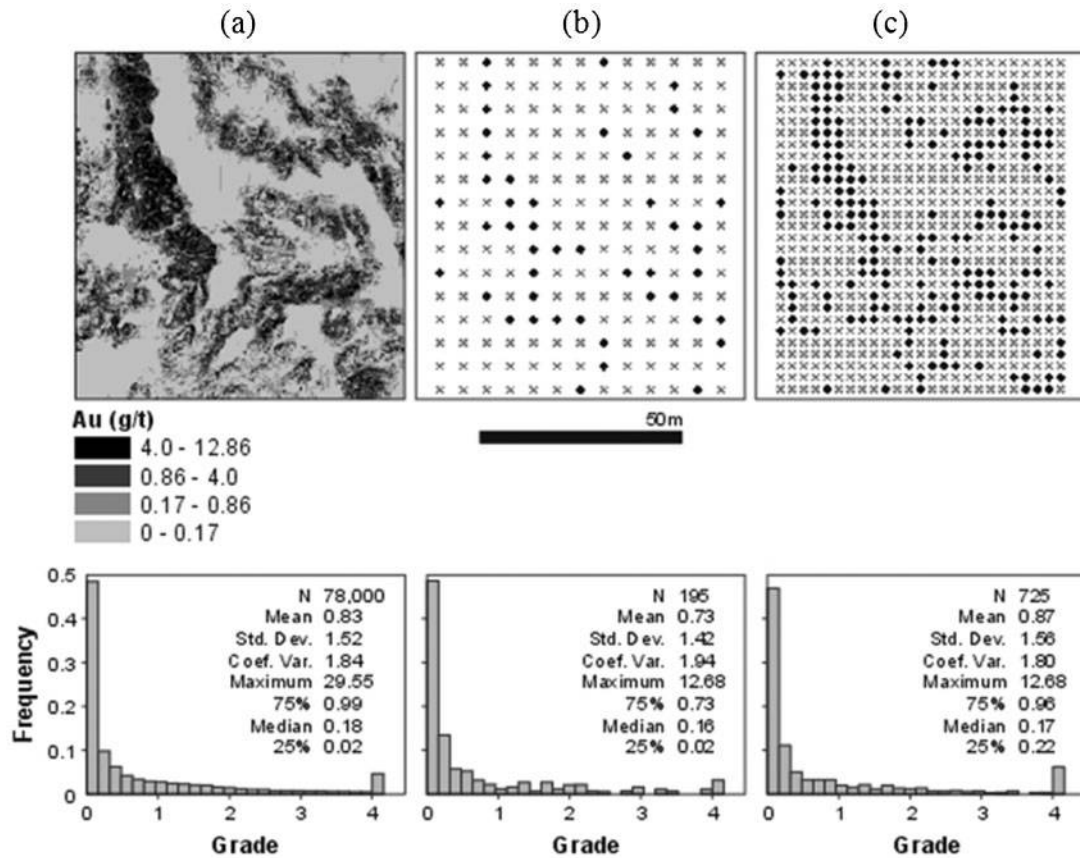 (a) (b) (c)
50m
Au (g/t)
4.0 - 12.86
0.86 - 4.0
0.17 - 0.86
0 - 0.17
Frequency
0.5
0.4
0.3
0.2
0.1
0
N 78,000
Mean 0.83
Std. Dev. 1.52
Coef. Var. 1.84
Maximum 29.55
75% 0.99
Median 0.18
25% 0.02
0 1 2 3 4
Grade
N 195
Mean 0.73
Std. Dev. 1.42
Coef. Var. 1.94
Maximum 12.68
75% 0.73
Median 0.16
25% 0.02
0 1 2 3 4
Grade
N 725
Mean 0.87
Std. Dev. 1.56
Coef. Var. 1.80
Maximum 12.68
75% 0.96
Median 0.17
25% 0.22
0 1 2 3 4
Grade